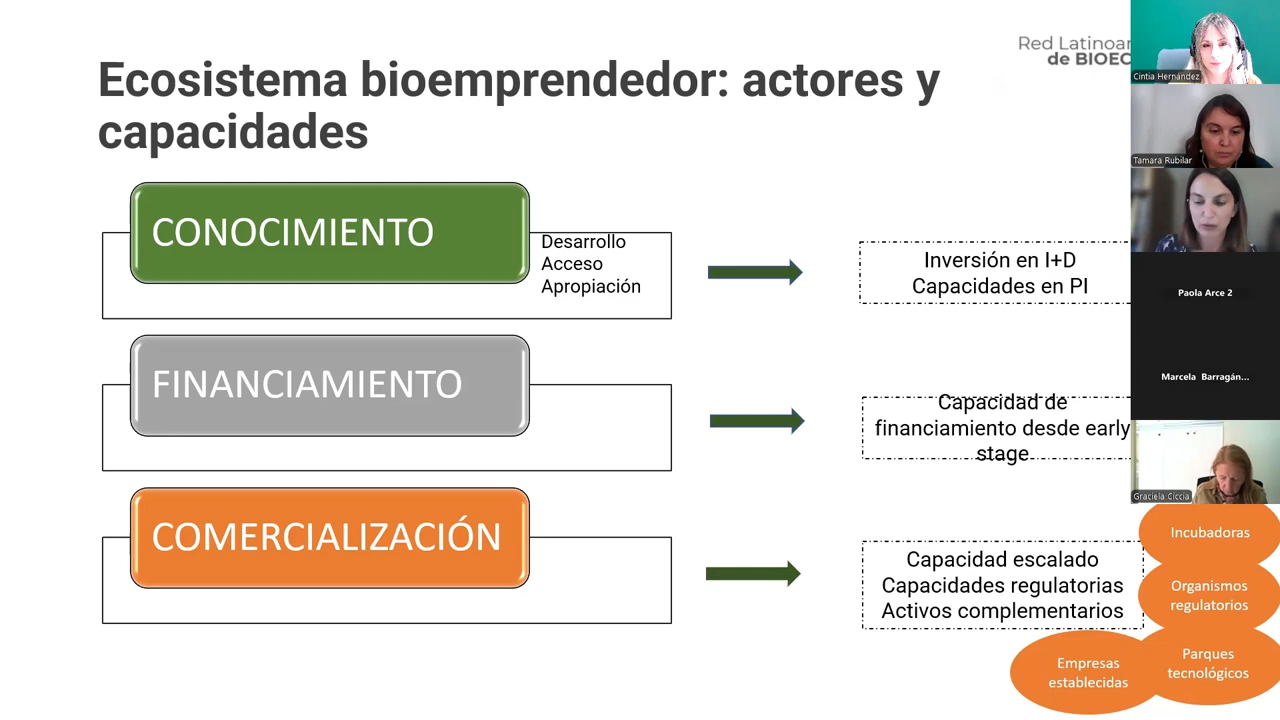 Red Latinoar
de BIOEC
Ecosistema bioemprendedor: actores y
capacidades
CONOCIMIENTO
Desarrollo
Acceso
Apropiación
Inversión en I+D
Capacidades en PI
FINANCIAMIENTO
Capacidad de
financiamiento desde early
stage
COMERCIALIZACIÓN
Capacidad escalado
Capacidades regulatorias
Activos complementarios
Incubadoras
Organismos
regulatorios
Parques
tecnológicos
Empresas
establecidas
Cintia Hernández
Tamara Rubilar
Paola Arce 2
Marcela Barragán...
Graciela Ciccia